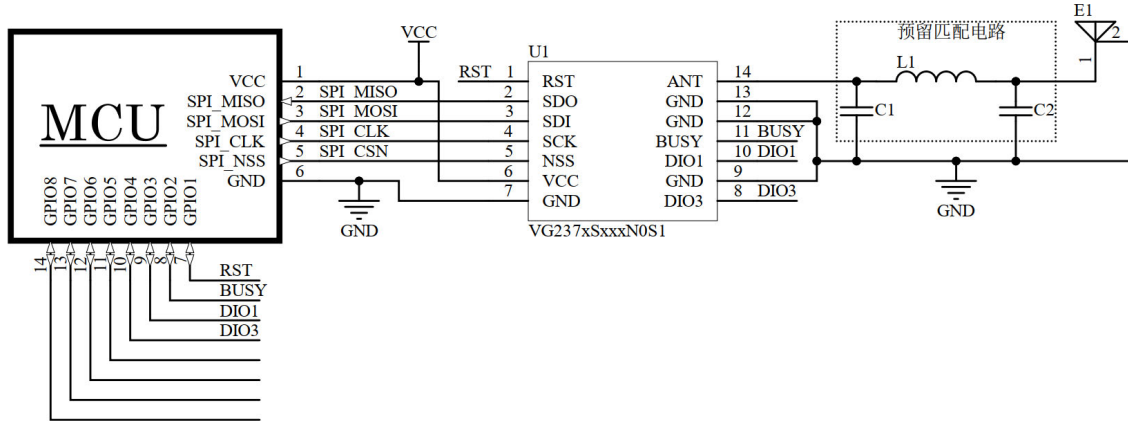 MCU
VCC
SPI_MISO
SPI_MOSI
SPI_CLK
SPI_NSS
GND
1
2
3
4
5
6
SPI_MISO
SPI_MOSI
SPI_CLK
SPI_CSN
VCC
GND
GPIO8
GPIO7
GPIO6
GPIO5
GPIO4
GPIO3
GPIO2
GPIO1
14
13
12
11
10
9
8
7
RST
BUSY
DIO1
DIO3
U1
RST
1
2
3
4
5
6
7
RST
SDO
SDI
SCK
NSS
VCC
GND
ANT
GND
GND
BUSY
DIO1
GND
DIO3
14
13
12
11 BUSY
10 DIO1
9
8 DIO3
VG237xSxxxN0S1
预留匹配电路
L1
C1
C2
GND
E1
2
1